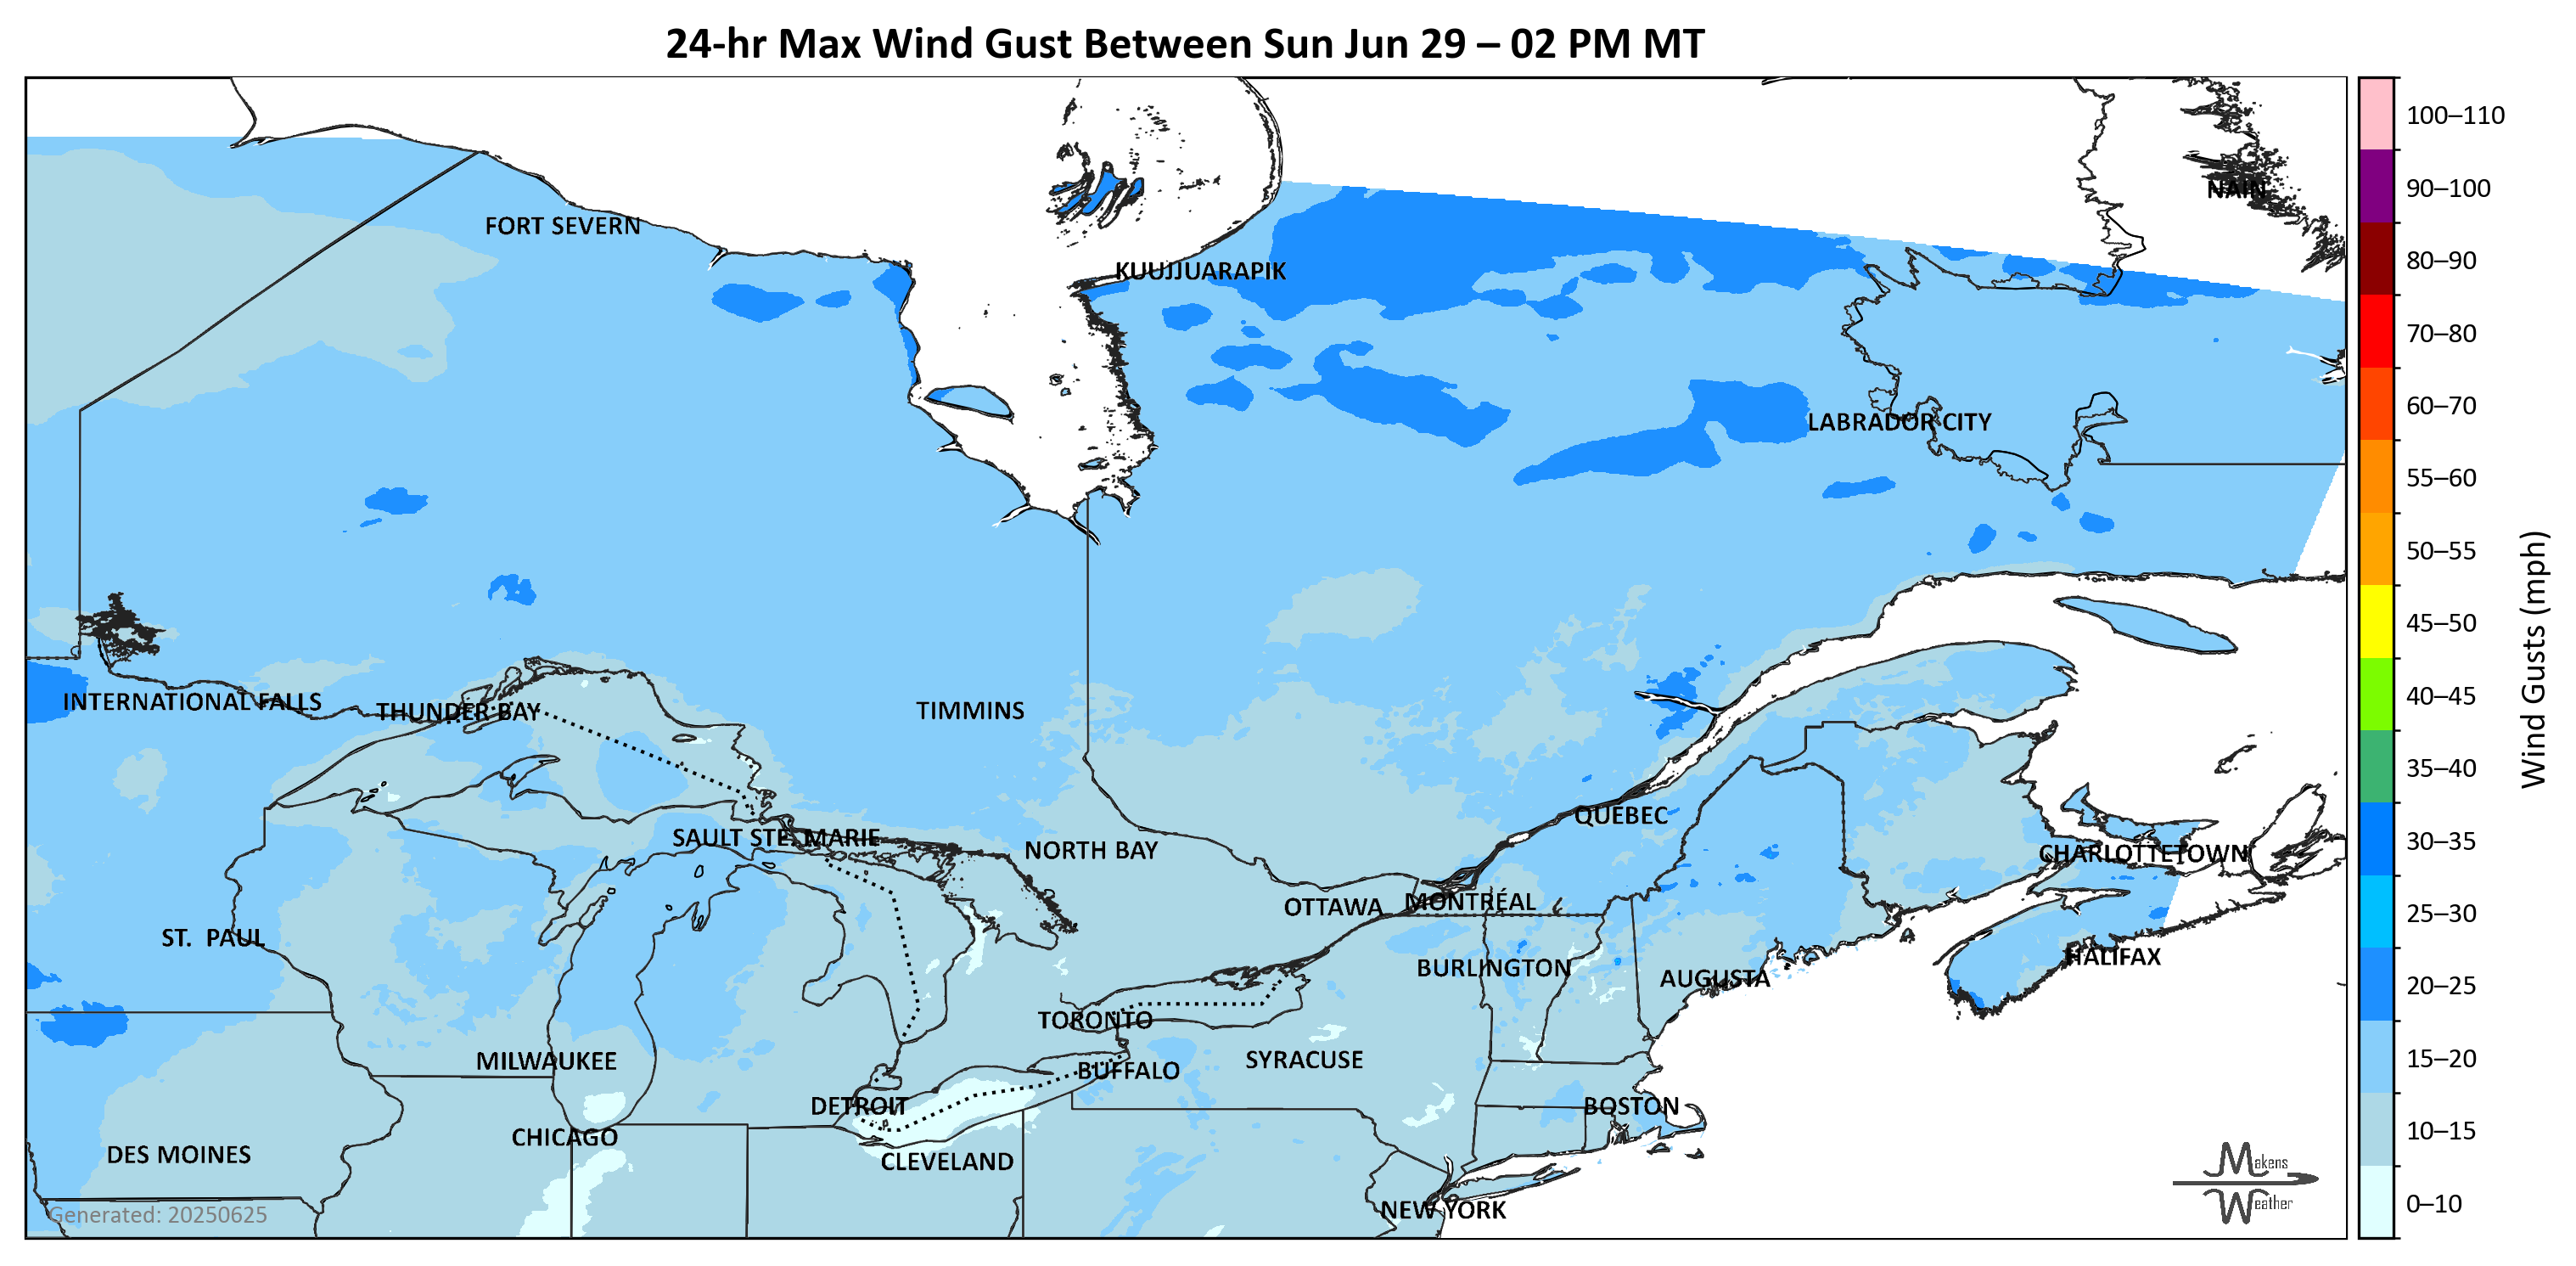 24-hr Max Wind Gust Between Sun Jun 29 – 02 PM MT
100–110
90–100
NAIN
FORT SEVERN
80–90
KUUJJUARAPIK
70–80
60–70
LABRADOR CITY
55–60
50–55
45–50
Wind Gusts (mph)
40–45
INTERNATIONAL FALLS
THUNDER BAY
TIMMINS
35–40
QUÉBEC
30–35
SAULT STE. MARIE
NORTH BAY
CHARLOTTETOWN
OTTAWA
MONTRÉAL
25–30
ST. PAUL
HALIFAX
BURLINGTON
AUGUSTA
20–25
TORONTO
MILWAUKEE
SYRACUSE
15–20
BUFFALO
DETROIT
BOSTON
CHICAGO
10–15
DES MOINES
CLEVELAND
Makens
Weather
NEW YORK
0–10
Generated: 20250625